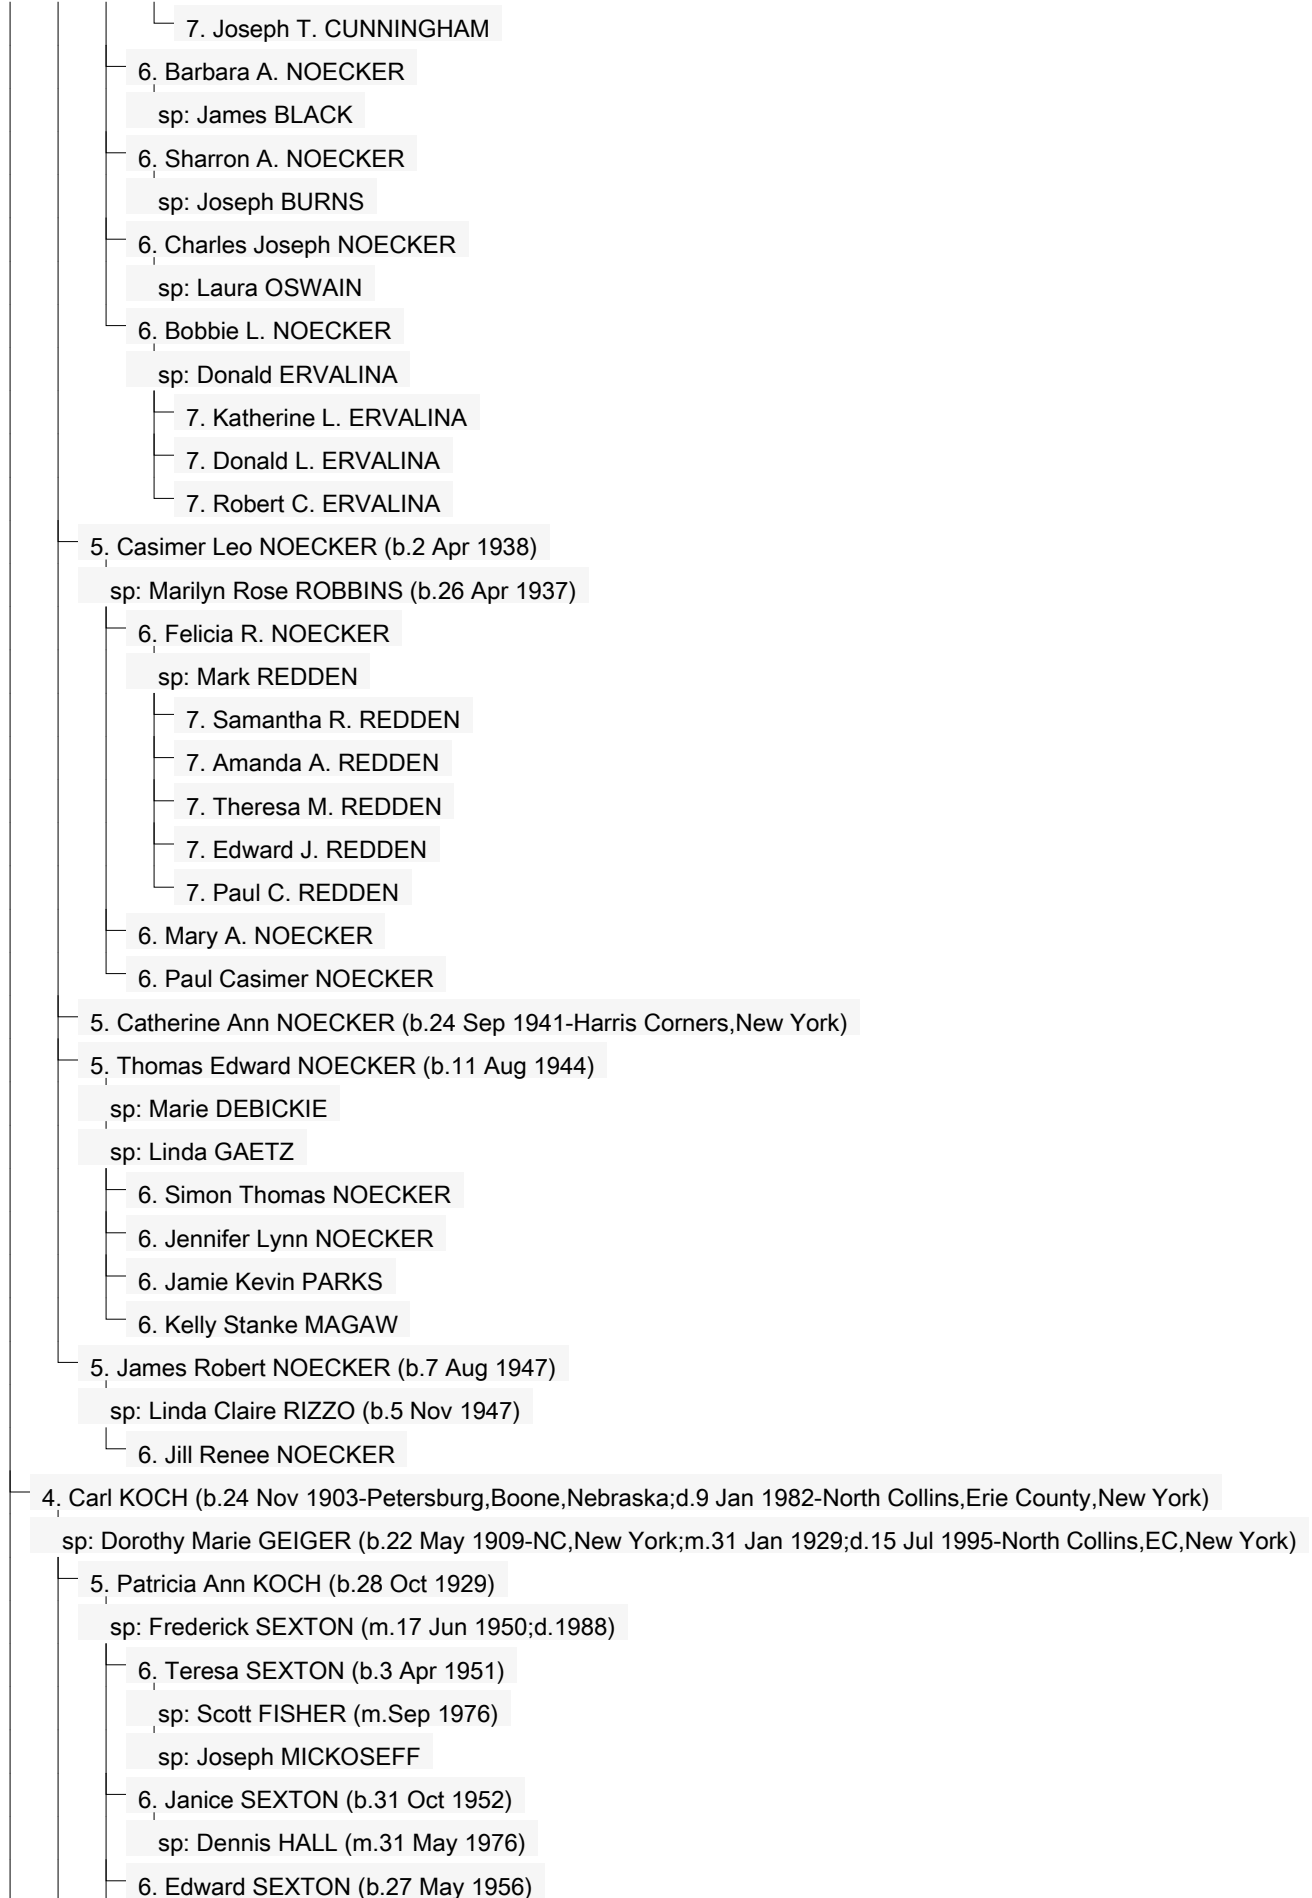 7. Joseph T. CUNNINGHAM
6. Barbara A. NOECKER
sp: James BLACK
6. Sharron A. NOECKER
sp: Joseph BURNS
6. Charles Joseph NOECKER
sp: Laura OSWAIN
6. Bobbie L. NOECKER
sp: Donald ERVALINA
7. Katherine L. ERVALINA
7. Donald L. ERVALINA
7. Robert C. ERVALINA
5. Casimer Leo NOECKER (b.2 Apr 1938)
sp: Marilyn Rose ROBBINS (b.26 Apr 1937)
6. Felicia R. NOECKER
sp: Mark REDDEN
7. Samantha R. REDDEN
7. Amanda A. REDDEN
7. Theresa M. REDDEN
7. Edward J. REDDEN
7. Paul C. REDDEN
6. Mary A. NOECKER
6. Paul Casimer NOECKER
5. Catherine Ann NOECKER (b.24 Sep 1941-Harris Corners,New York)
5. Thomas Edward NOECKER (b.11 Aug 1944)
sp: Marie DEBICKIE
sp: Linda GAETZ
6. Simon Thomas NOECKER
6. Jennifer Lynn NOECKER
6. Jamie Kevin PARKS
6. Kelly Stanke MAGAW
5. James Robert NOECKER (b.7 Aug 1947)
sp: Linda Claire RIZZO (b.5 Nov 1947)
6. Jill Renee NOECKER
4. Carl KOCH (b.24 Nov 1903-Petersburg,Boone,Nebraska;d.9 Jan 1982-North Collins,Erie County,New York)
sp: Dorothy Marie GEIGER (b.22 May 1909-NC,New York;m.31 Jan 1929;d.15 Jul 1995-North Collins,EC,New York)
5. Patricia Ann KOCH (b.28 Oct 1929)
sp: Frederick SEXTON (m.17 Jun 1950;d.1988)
6. Teresa SEXTON (b.3 Apr 1951)
sp: Scott FISHER (m.Sep 1976)
sp: Joseph MICKOSEFF
6. Janice SEXTON (b.31 Oct 1952)
sp: Dennis HALL (m.31 May 1976)
6. Edward SEXTON (b.27 May 1956)